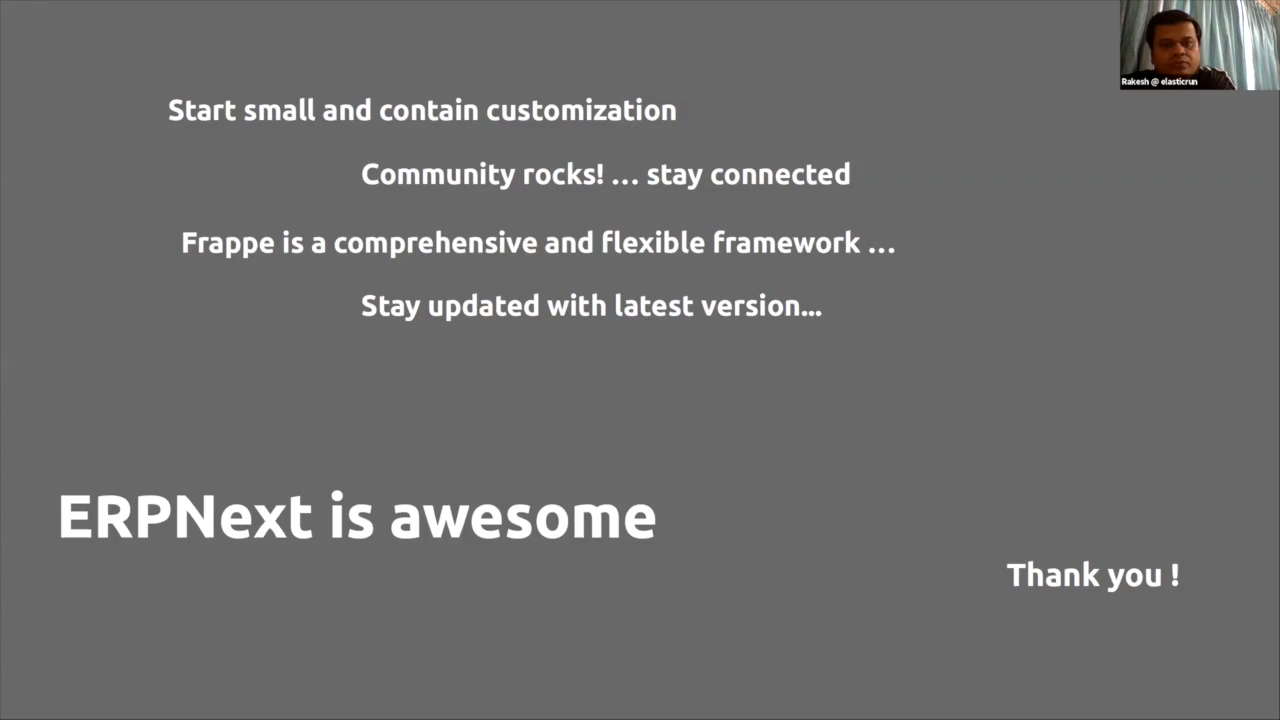 Rakesh @ elasticrun
Start small and contain customization
Community rocks! ... stay connected
Frappe is a comprehensive and flexible framework ...
Stay updated with latest version...
ERPNext is awesome
Thank you !